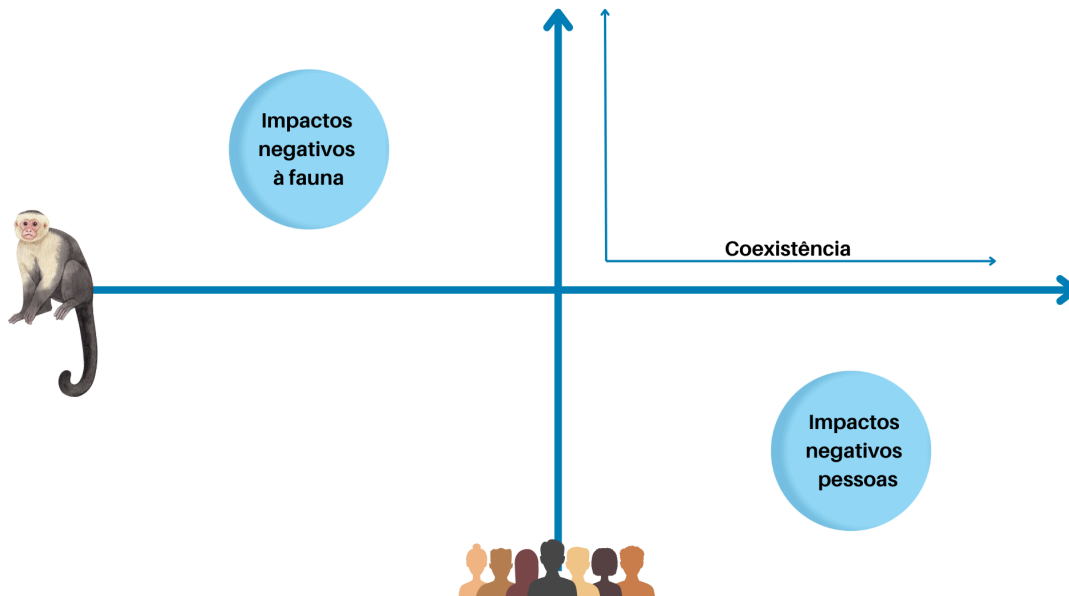 Impactos
negativos
à fauna
Coexistência
Impactos
negativos
pessoas